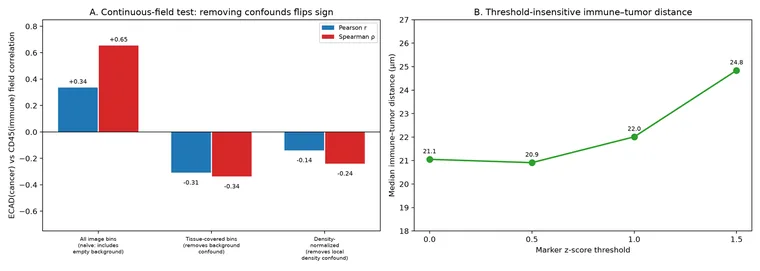 A. Continuous-field test: removing confounds flips sign
ECAD(cancer) vs CD45(immune) field correlation
0.8
0.6
0.4
0.2
0.0
−0.2
−0.4
−0.6
Pearson r
Spearman ρ
+0.34
+0.65
-0.31
-0.34
-0.14
-0.24
All image bins
(naive: includes
empty background)
Tissue-covered bins
(removes background
confound)
Density-
normalized
(removes local
density confound)
B. Threshold-insensitive immune–tumor distance
Median immune–tumor distance (μm)
27
26
25
24
23
22
21
20
19
18
21.1
20.9
22.0
24.8
0.0
0.5
1.0
1.5
Marker z-score threshold